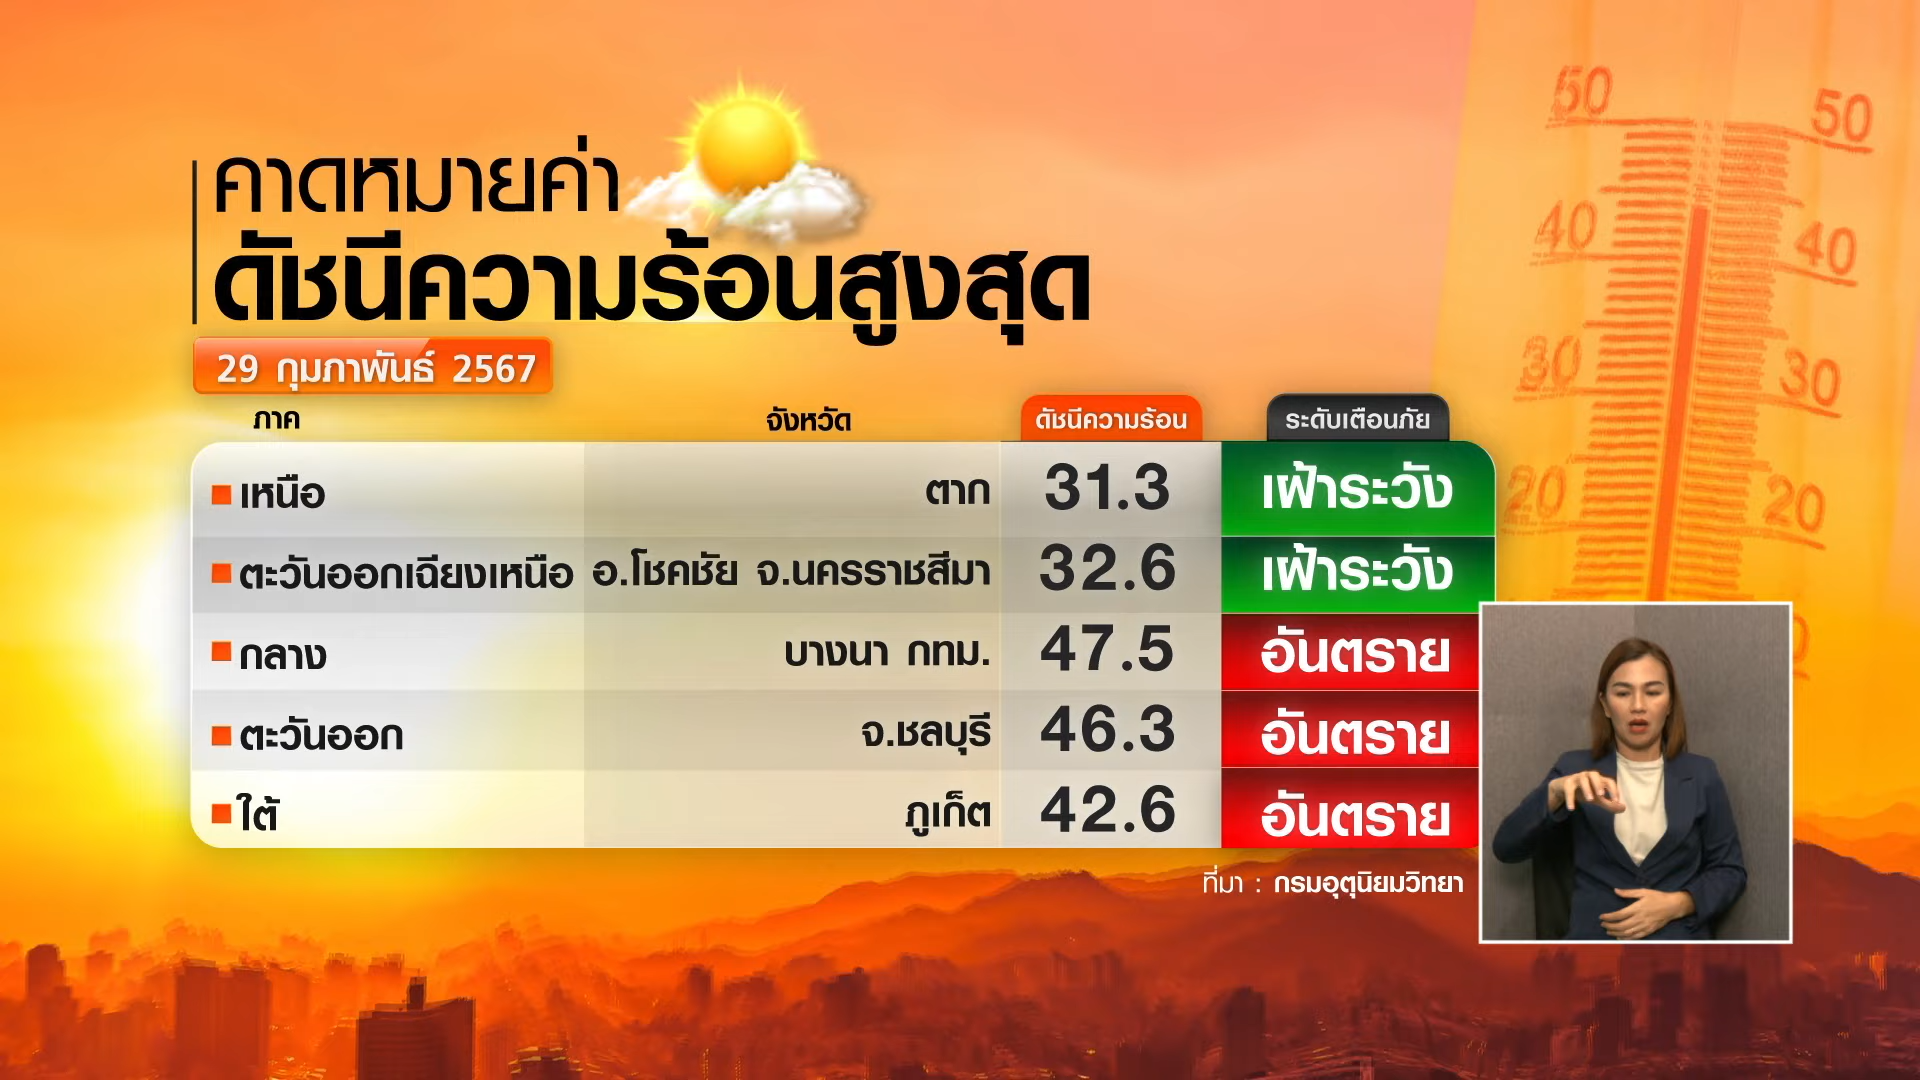 คาดหมายค่า
ดัชนีความร้อนสูงสุด
29 กุมภาพันธ์ 2567
ภาค จังหวัด ดัชนีความร้อน ระดับเตือนภัย
เหนือ ตาก 31.3 เฝ้าระวัง
ตะวันออกเฉียงเหนือ อ.โชคชัย จ.นครราชสีมา 32.6 เฝ้าระวัง
กลาง บางนา กทม. 47.5 อันตราย
ตะวันออก จ.ชลบุรี 46.3 อันตราย
ใต้ ภูเก็ต 42.6 อันตราย
ที่มา : กรมอุตุนิยมวิทยา
50 50
40 40
30 30
20 20